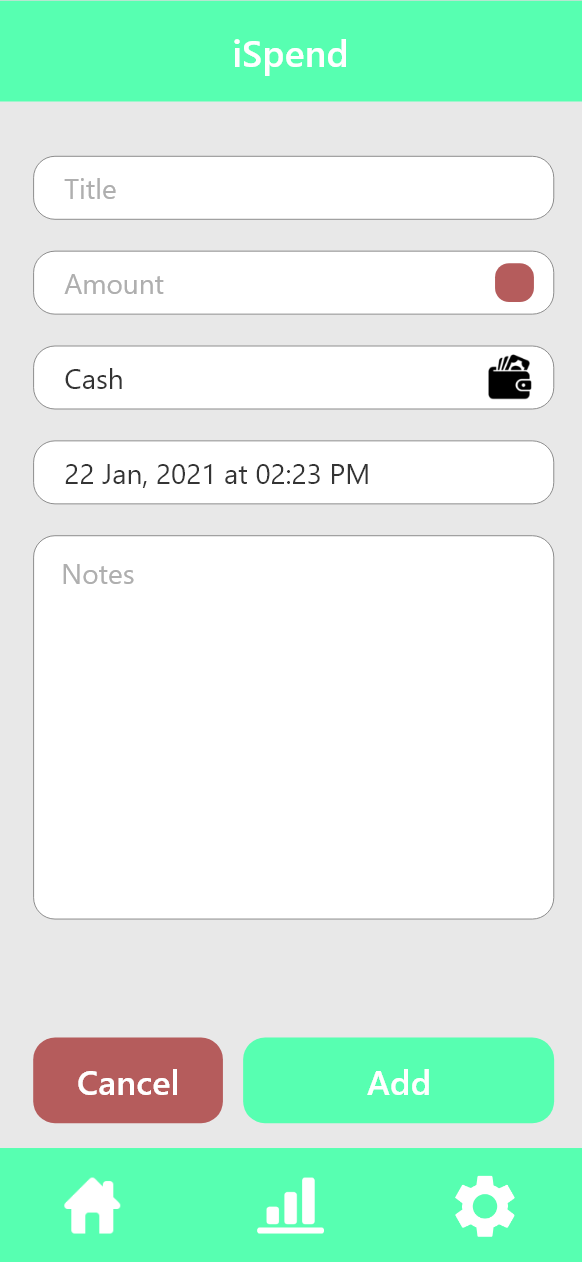 iSpend
Title
Amount
Cash
22 Jan, 2021 at 02:23 PM
Notes
Cancel
Add